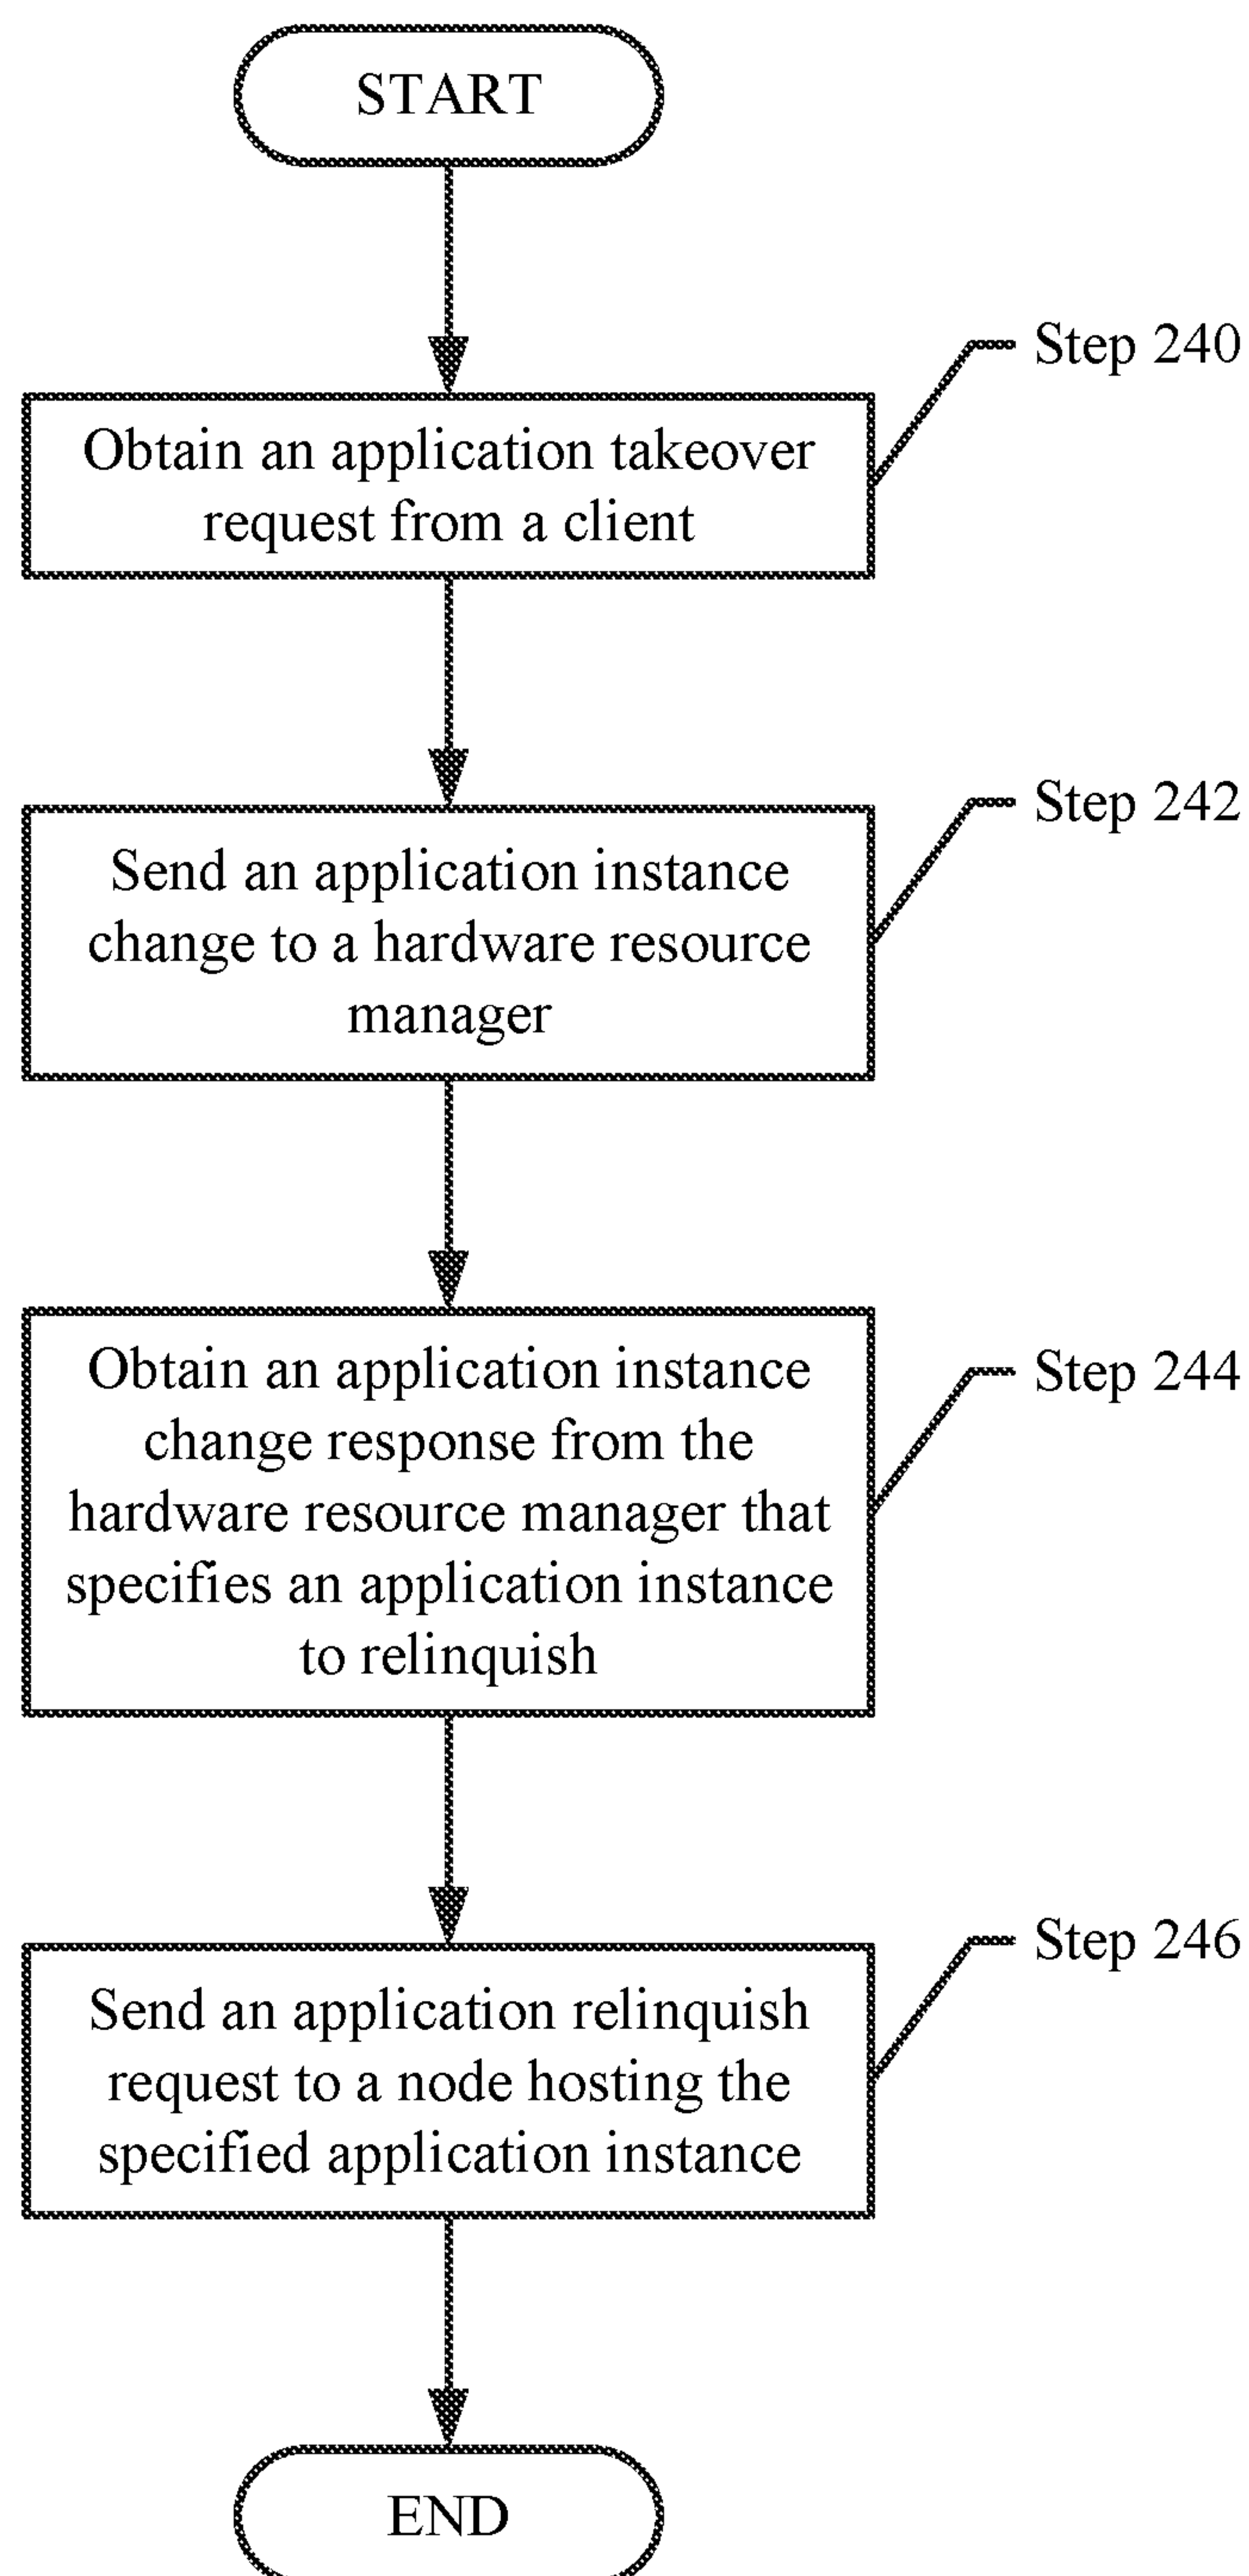 START
Step 240
Obtain an application takeover
request from a client
Step 242
Send an application instance
change to a hardware resource
manager
Step 244
Obtain an application instance
change response from the
hardware resource manager that
specifies an application instance
to relinquish
Step 246
Send an application relinquish
request to a node hosting the
specified application instance
END